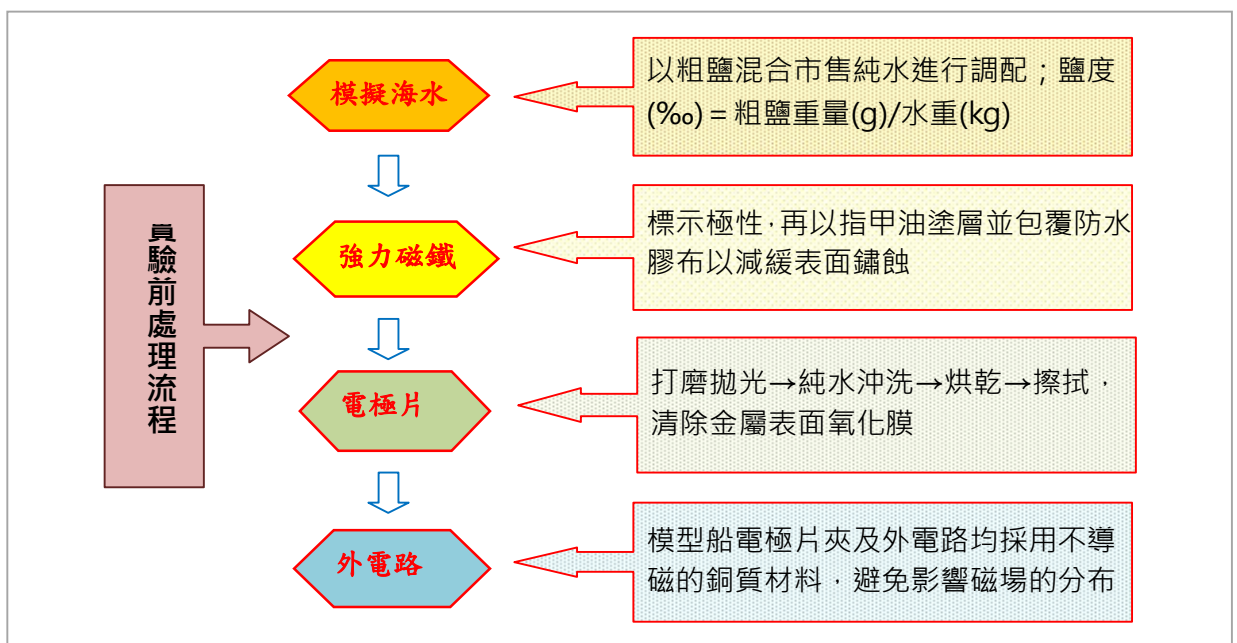 實驗前處理流程
模擬海水
以粗鹽混合市售純水進行調配；鹽度
(‰) = 粗鹽重量(g)/水重(kg)
強力磁鐵
標示極性，再以指甲油塗層並包覆防水
膠布以減緩表面鏽蝕
電極片
打磨拋光→純水沖洗→烘乾→擦拭，
清除金屬表面氧化膜
外電路
模型船電極片夾及外電路均採用不導
磁的銅質材料，避免影響磁場的分布